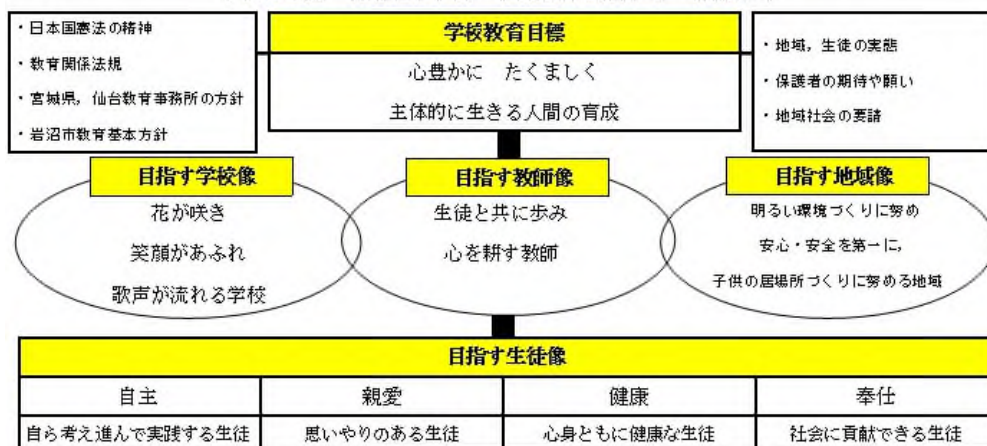 ・日本国憲法の精神
・教育関係法規
・宮城県，仙台教育事務所の方針
・岩沼市教育基本方針
学校教育目標
心豊かに　たくましく
主体的に生きる人間の育成
・地域，生徒の実態
・保護者の期待や願い
・地域社会の要請
目指す学校像
花が咲き
笑顔があふれ
歌声が流れる学校
目指す教師像
生徒と共に歩み
心を耕す教師
目指す地域像
明るい環境づくりに努め
安心・安全を第一に，
子供の居場所づくりに努める地域
目指す生徒像
自主
親愛
健康
奉仕
自ら考え進んで実践する生徒
思いやりのある生徒
心身ともに健康な生徒
社会に貢献できる生徒